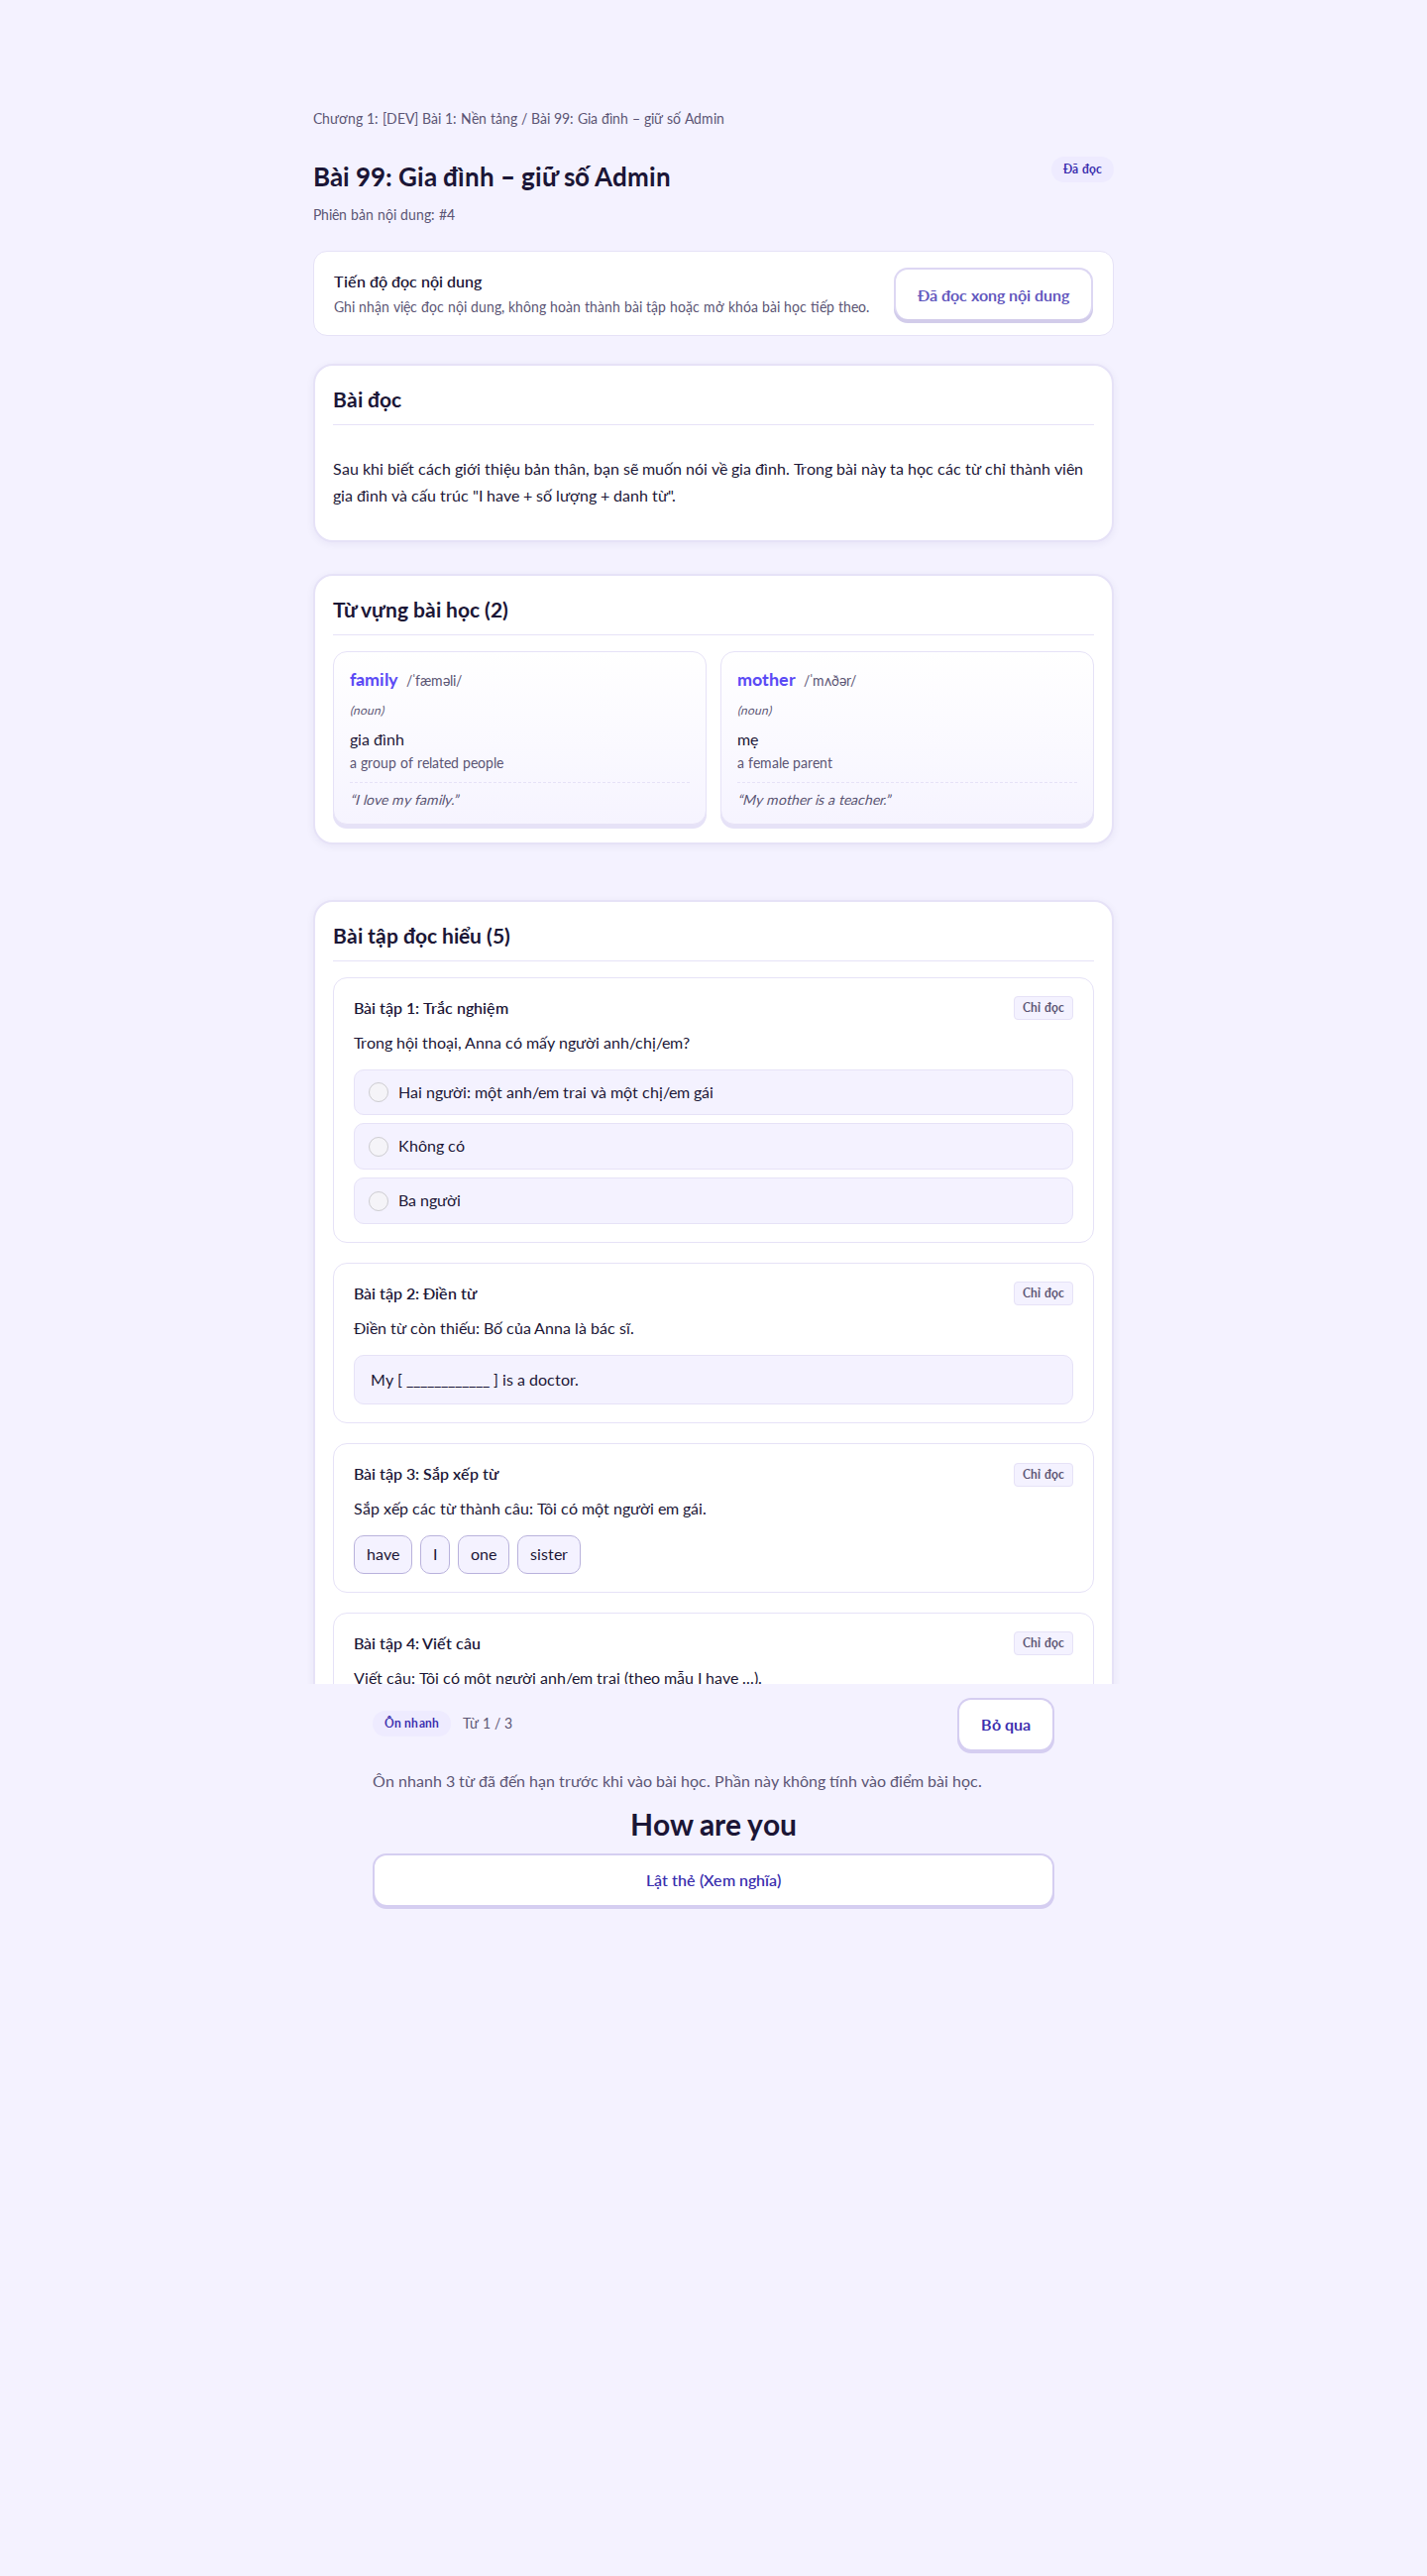 Chương 1: [DEV] Bài 1: Nền tảng / Bài 99: Gia đình – giữ số Admin
Bài 99: Gia đình – giữ số Admin
Đã đọc
Phiên bản nội dung: #4
Tiến độ đọc nội dung
Ghi nhận việc đọc nội dung, không hoàn thành bài tập hoặc mở khóa bài học tiếp theo.
Đã đọc xong nội dung
Bài đọc
Sau khi biết cách giới thiệu bản thân, bạn sẽ muốn nói về gia đình. Trong bài này ta học các từ chỉ thành viên
gia đình và cấu trúc "I have + số lượng + danh từ".
Từ vựng bài học (2)
family /ˈfæməli/
(noun)
gia đình
a group of related people
“I love my family.”
mother /ˈmʌðər/
(noun)
mẹ
a female parent
“My mother is a teacher.”
Bài tập đọc hiểu (5)
Bài tập 1: Trắc nghiệm
Chỉ đọc
Trong hội thoại, Anna có mấy người anh/chị/em?
Hai người: một anh/em trai và một chị/em gái
Không có
Ba người
Bài tập 2: Điền từ
Chỉ đọc
Điền từ còn thiếu: Bố của Anna là bác sĩ.
My [ ____________ ] is a doctor.
Bài tập 3: Sắp xếp từ
Chỉ đọc
Sắp xếp các từ thành câu: Tôi có một người em gái.
have I one sister
Bài tập 4: Viết câu
Chỉ đọc
Viết câu: Tôi có một người anh/em trai (theo mẫu I have ...).
Ôn nhanh
Từ 1 / 3
Bỏ qua
Ôn nhanh 3 từ đã đến hạn trước khi vào bài học. Phần này không tính vào điểm bài học.
How are you
Lật thẻ (Xem nghĩa)